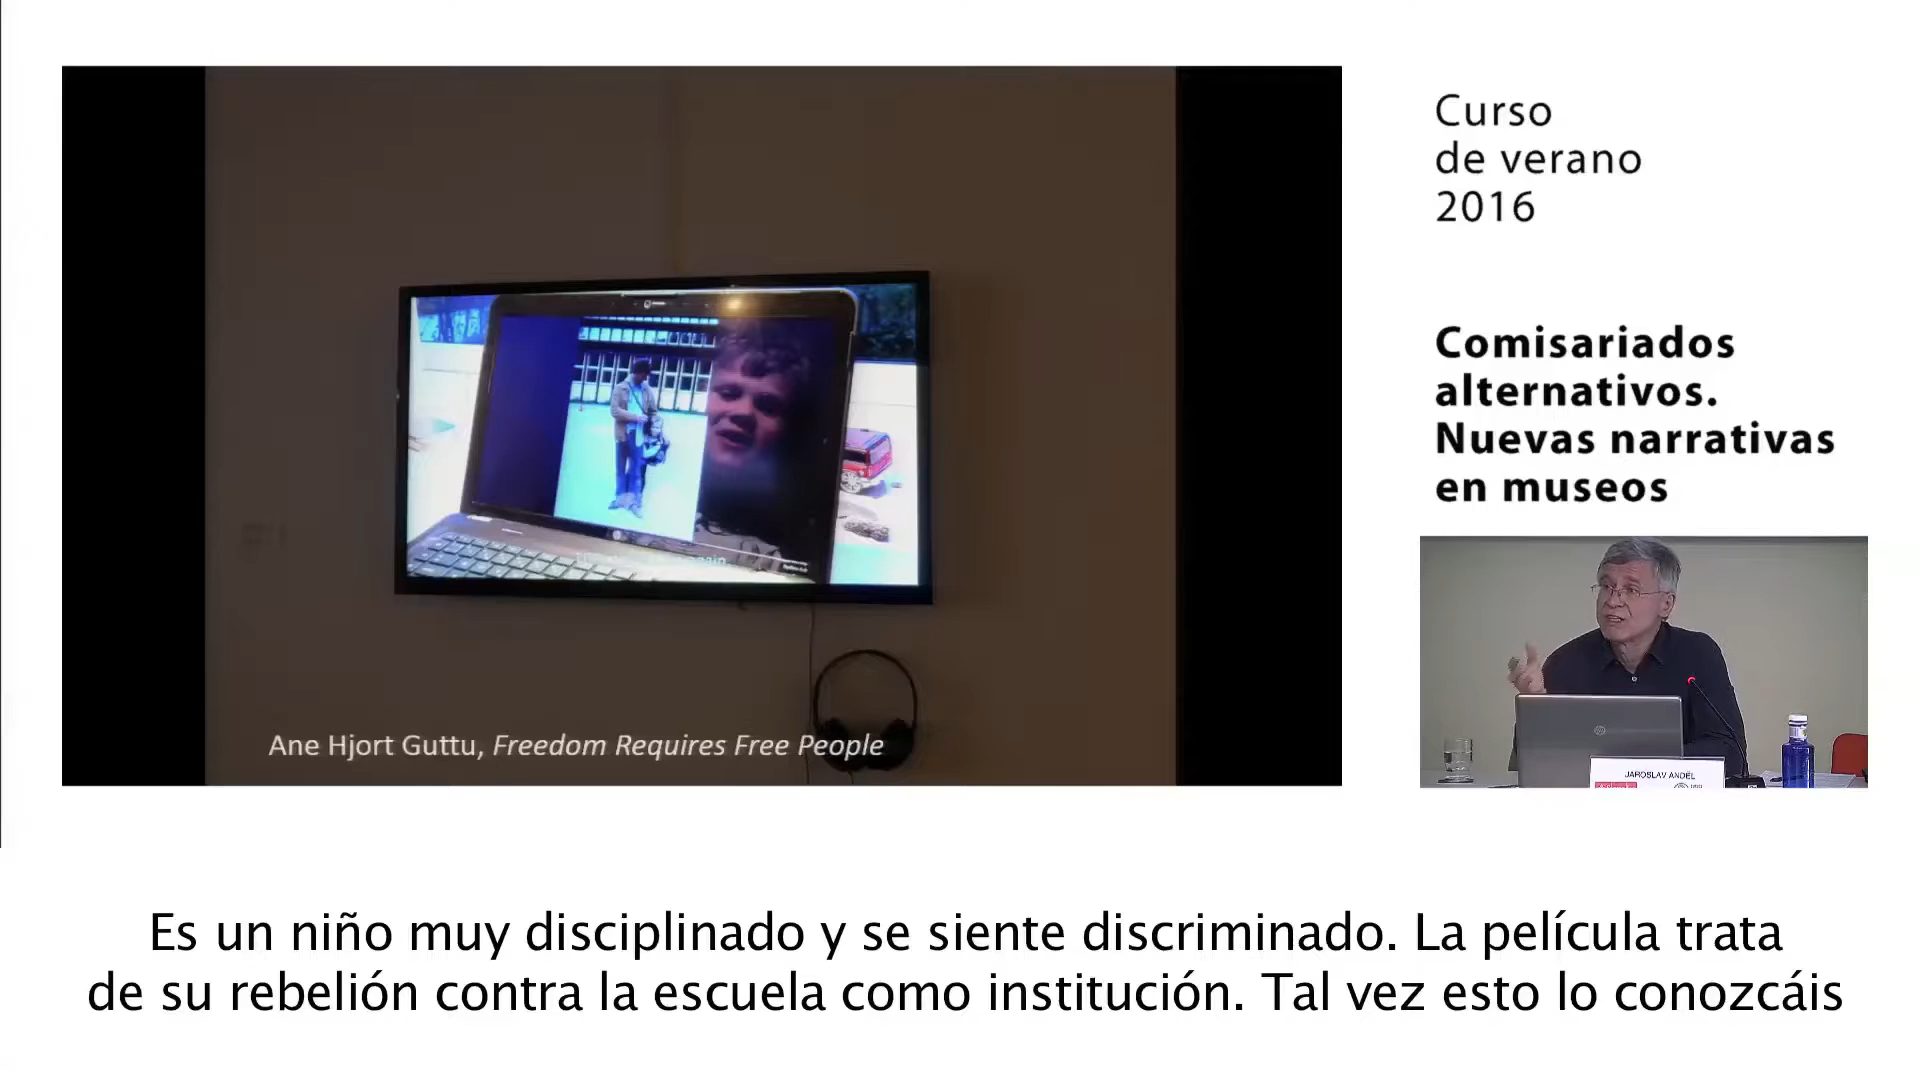 Curso
de verano
2016
Comisariados
alternativos.
Nuevas narrativas
en museos
Ane Hjort Guttu, Freedom Requires Free People
JAROSLAV ANDEL
Es un niño muy disciplinado y se siente discriminado. La película trata
de su rebelión contra la escuela como institución. Tal vez esto lo conozcáis